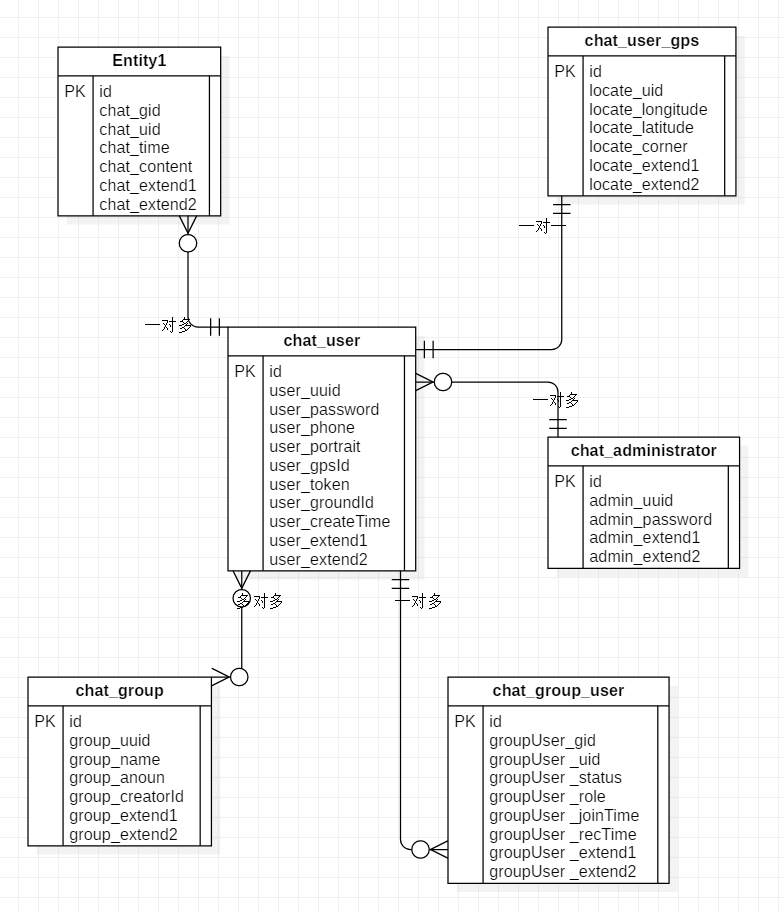 Entity1
PK id
chat_gid
chat_uid
chat_time
chat_content
chat_extend1
chat_extend2
chat_user_gps
PK id
locate_uid
locate_longitude
locate_latitude
locate_corner
locate_extend1
locate_extend2
一对一
一对多
chat_user
PK id
user_uuid
user_password
user_phone
user_portrait
user_gpsId
user_token
user_groundId
user_createTime
user_extend1
user_extend2
一对多
chat_administrator
PK id
admin_uuid
admin_password
admin_extend1
admin_extend2
多对多
一对多
chat_group
PK id
group_uuid
group_name
group_anoun
group_creatorId
group_extend1
group_extend2
chat_group_user
PK id
groupUser_gid
groupUser _uid
groupUser _status
groupUser _role
groupUser _joinTime
groupUser _recTime
groupUser _extend1
groupUser _extend2